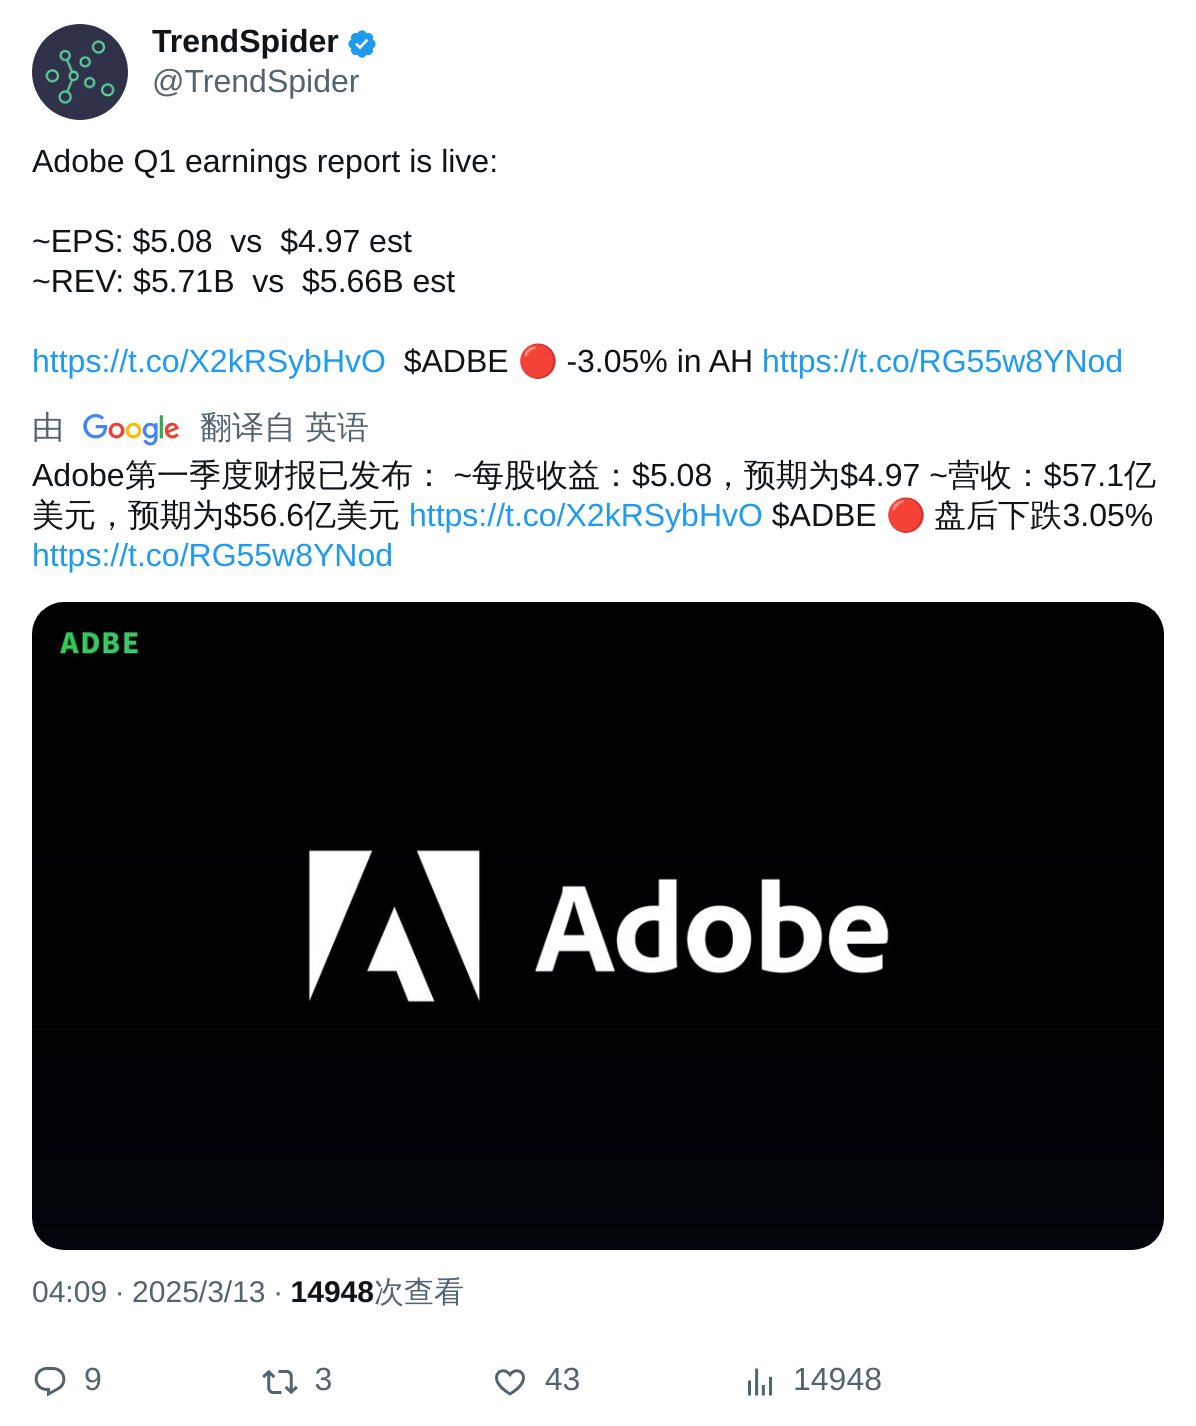 TrendSpider
@TrendSpider
Adobe Q1 earnings report is live:
~EPS: $5.08  vs  $4.97 est
~REV: $5.71B  vs  $5.66B est
https://t.co/X2kRSybHvO  $ADBE 🔴 -3.05% in AH https://t.co/RG55w8YNod
由 Google 翻译自 英语
Adobe第一季度财报已发布： ~每股收益：$5.08，预期为$4.97 ~营收：$57.1亿
美元，预期为$56.6亿美元 https://t.co/X2kRSybHvO $ADBE 🔴 盘后下跌3.05%
https://t.co/RG55w8YNod
ADBE
Adobe
04:09 · 2025/3/13 · 14948次查看
9 3 43 14948